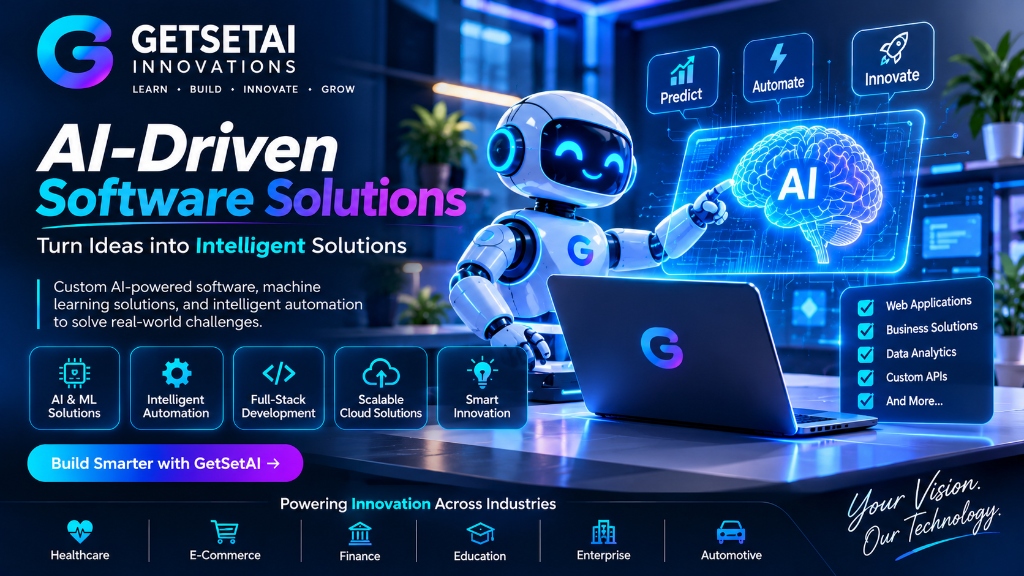 GETSETAI
INNOVATIONS
LEARN • BUILD • INNOVATE • GROW
AI-Driven
Software Solutions
Turn Ideas into Intelligent Solutions
Custom AI-powered software, machine
learning solutions, and intelligent automation
to solve real-world challenges.
AI & ML
Solutions
Intelligent
Automation
Full-Stack
Development
Scalable
Cloud Solutions
Smart
Innovation
Build Smarter with GetSetAI →
Predict
Automate
Innovate
AI
G
G
Web Applications
Business Solutions
Data Analytics
Custom APIs
And More...
Powering Innovation Across Industries
Healthcare
E-Commerce
Finance
Education
Enterprise
Automotive
Your Vision.
Our Technology.